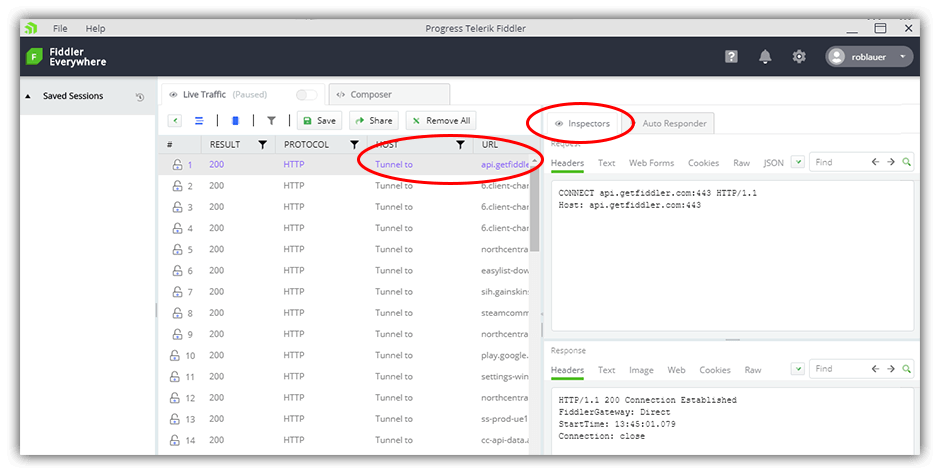 File Help Progress Telerik Fiddler
Fiddler
Everywhere
? roblauer
Saved Sessions
Live Traffic (Paused) Composer
Save Share Remove All
# RESULT PROTOCOL HOST URL
1 200 HTTP Tunnel to api.getfiddle
2 200 HTTP Tunnel to 6.client-chan
3 200 HTTP Tunnel to 6.client-chan
4 200 HTTP Tunnel to 6.client-chan
5 200 HTTP Tunnel to northcentra
6 200 HTTP Tunnel to easylist-dow
7 200 HTTP Tunnel to sih.gainskins
8 200 HTTP Tunnel to steamcomm
9 200 HTTP Tunnel to northcentra
10 200 HTTP Tunnel to play.google.
11 200 HTTP Tunnel to settings-win
12 200 HTTP Tunnel to northcentra
13 200 HTTP Tunnel to ss-prod-ue1
14 200 HTTP Tunnel to cc-api-data.
Inspectors Auto Responder
Request
Headers Text Web Forms Cookies Raw JSON Find
CONNECT api.getfiddler.com:443 HTTP/1.1
Host: api.getfiddler.com:443
Response
Headers Text Image Web Cookies Raw Find
HTTP/1.1 200 Connection Established
FiddlerGateway: Direct
StartTime: 13:45:01.079
Connection: close